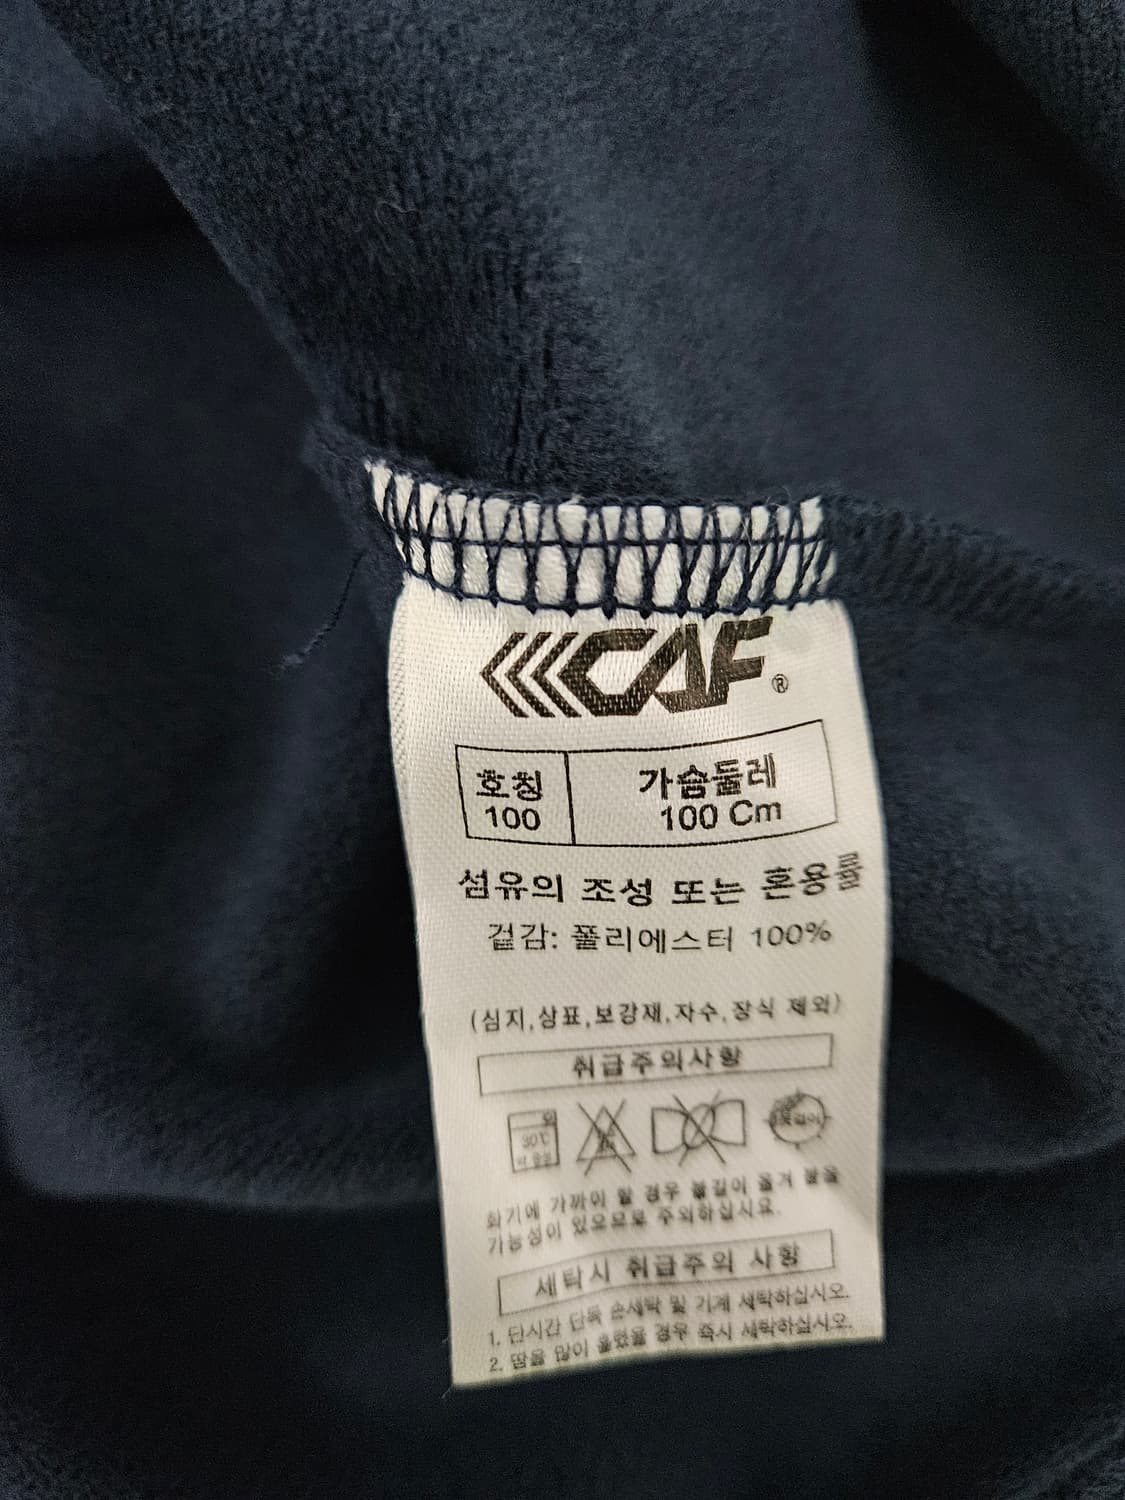 CAF®
호칭 가슴둘레
100 100 Cm
섬유의 조성 또는 혼용률
겉감: 폴리에스터 100%
(심지,상표,보강재,자수,장식 제외)
취급주의사항
30℃
화기에 가까이 할 경우 불길이 옮겨 붙을
가능성이 있으므로 주의하십시요.
세탁시 취급주의 사항
1. 단시간 단독 손세탁 및 기계 세탁하십시오.
2. 땀을 많이 흘렸을 경우 즉시 세탁하십시오.